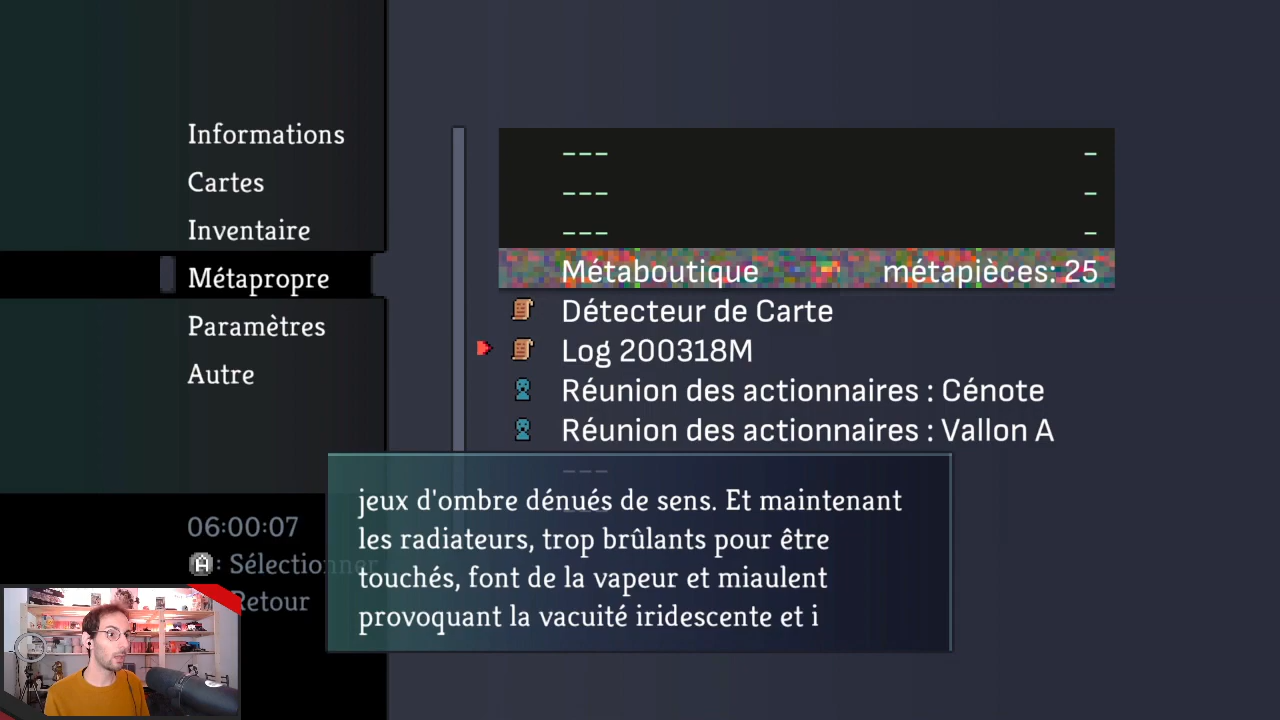 Informations
Cartes
Inventaire
Métapropre
Paramètres
Autre
--- -
--- -
--- -
Métaboutique métapièces: 25
Détecteur de Carte
Log 200318M
Réunion des actionnaires : Cénote
Réunion des actionnaires : Vallon A
---
jeux d'ombre dénués de sens. Et maintenant
les radiateurs, trop brûlants pour être
touchés, font de la vapeur et miaulent
provoquant la vacuité iridescente et i
06:00:07
A: Sélectionner
Retour